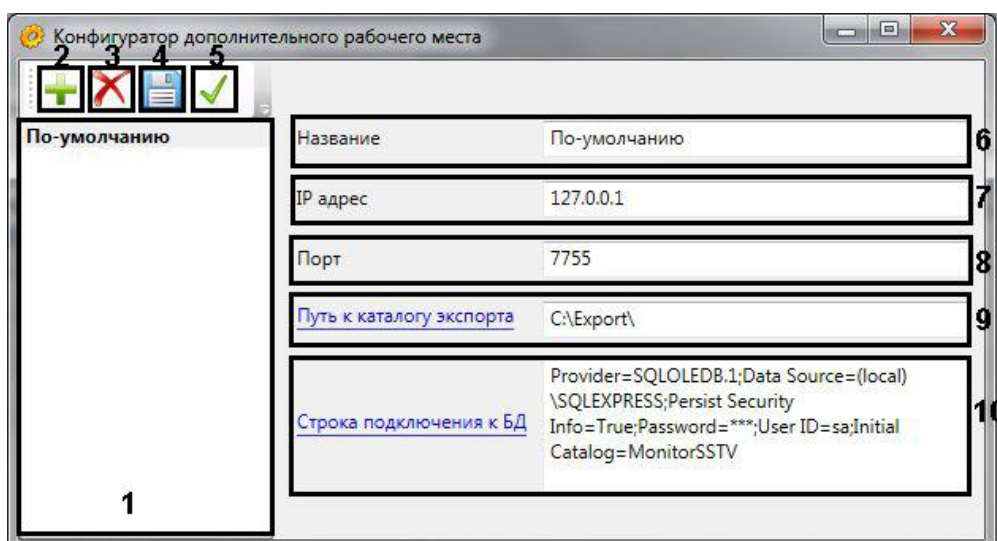 Конфигуратор дополнительного рабочего места
2 3 4 5
По-умолчанию
Название По-умолчанию 6
IP адрес 127.0.0.1 7
Порт 7755 8
Путь к каталогу экспорта C:\Export\ 9
Строка подключения к БД
Provider=SQLOLEDB.1;Data Source=(local)
\SQLEXPRESS;Persist Security
Info=True;Password=***;User ID=sa;Initial
Catalog=MonitorSSTV
10
1